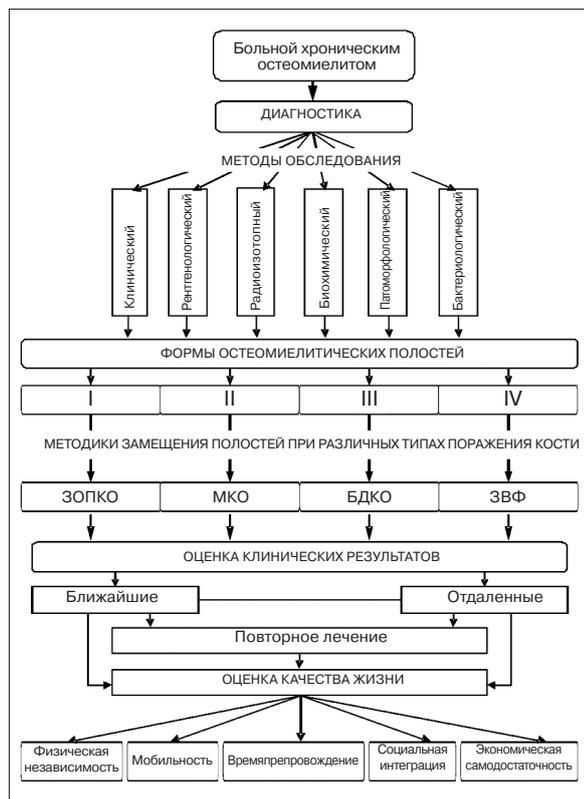 Больной хроническим
остеомиелитом
ДИАГНОСТИКА
МЕТОДЫ ОБСЛЕДОВАНИЯ
Клинический
Рентгенологический
Радиоизотопный
Биохимический
Патоморфологический
Бактериологический
ФОРМЫ ОСТЕОМИЕЛИТИЧЕСКИХ ПОЛОСТЕЙ
I II III IV
МЕТОДИКИ ЗАМЕЩЕНИЯ ПОЛОСТЕЙ ПРИ РАЗЛИЧНЫХ ТИПАХ ПОРАЖЕНИЯ КОСТИ
ЗОПКО МКО БДКО ЗВФ
ОЦЕНКА КЛИНИЧЕСКИХ РЕЗУЛЬТАТОВ
Ближайшие Отдаленные
Повторное лечение
ОЦЕНКА КАЧЕСТВА ЖИЗНИ
Физическая
независимость
Мобильность
Времяпрепровождение
Социальная
интеграция
Экономическая
самодостаточность